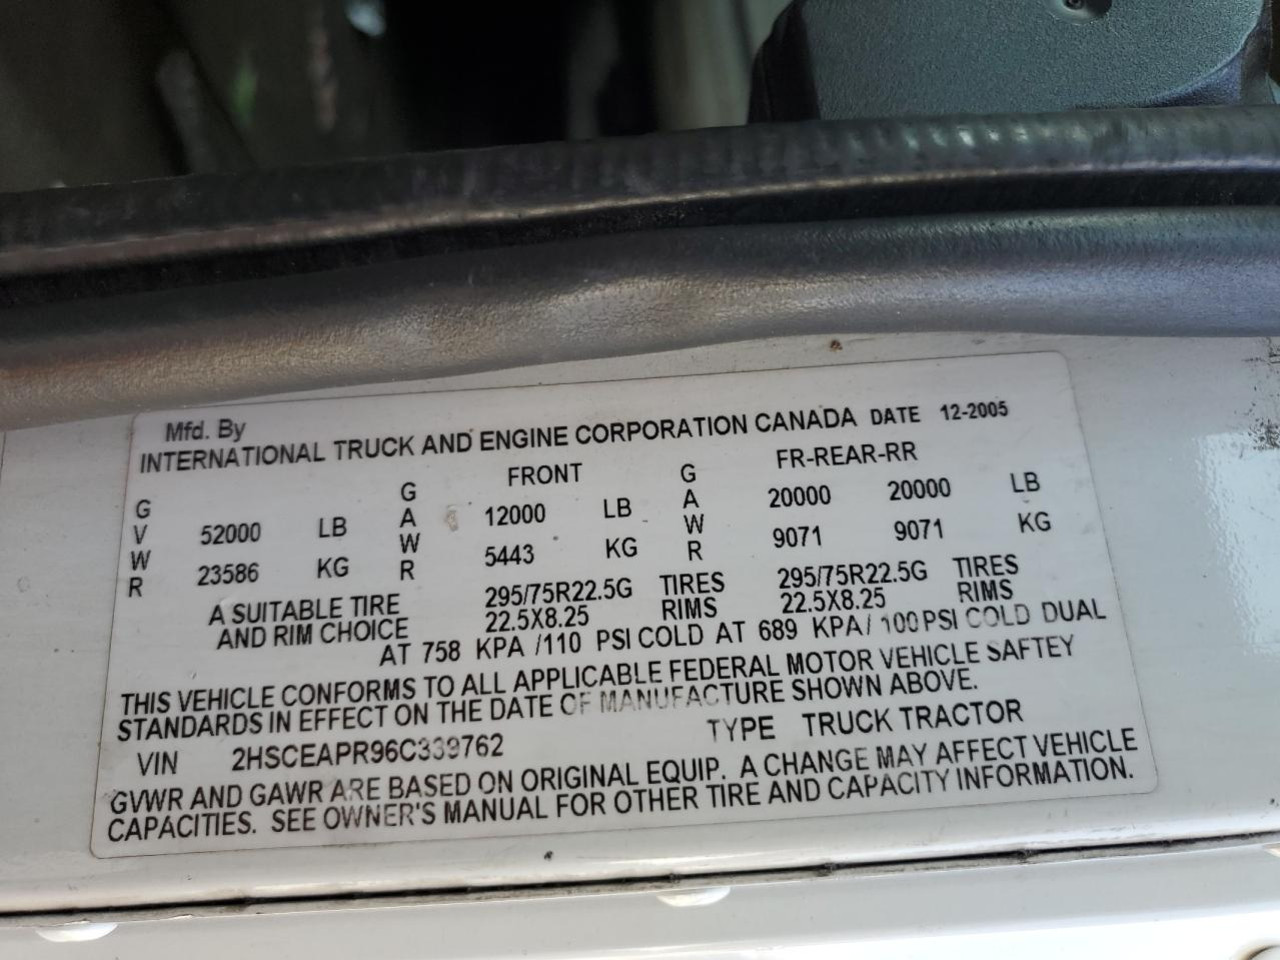 Mfd. By
INTERNATIONAL TRUCK AND ENGINE CORPORATION CANADA DATE 12-2005
FRONT FR-REAR-RR
GVWR 52000 LB GAWR 12000 LB GAWR 20000 20000 LB
23586 KG 5443 KG 9071 9071 KG
A SUITABLE TIRE 295/75R22.5G TIRES 295/75R22.5G TIRES
AND RIM CHOICE 22.5X8.25 RIMS 22.5X8.25 RIMS
AT 758 KPA /110 PSI COLD AT 689 KPA/ 100 PSI COLD DUAL
THIS VEHICLE CONFORMS TO ALL APPLICABLE FEDERAL MOTOR VEHICLE SAFTEY
STANDARDS IN EFFECT ON THE DATE OF MANUFACTURE SHOWN ABOVE.
VIN 2HSCEAPR96C339762 TYPE TRUCK TRACTOR
GVWR AND GAWR ARE BASED ON ORIGINAL EQUIP. A CHANGE MAY AFFECT VEHICLE
CAPACITIES. SEE OWNER'S MANUAL FOR OTHER TIRE AND CAPACITY INFORMATION.